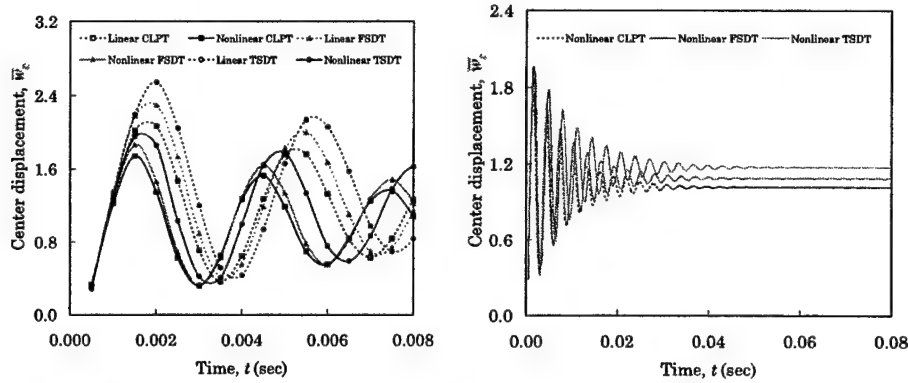 3.2
Linear CLPT
Nonlinear CLPT
Linear FSDT
Nonlinear FSDT
Linear TSDT
Nonlinear TSDT
2.4
1.6
0.8
0.0
Center displacement, w̅c
0.000
0.002
0.004
0.006
0.008
Time, t (sec)
2.4
Nonlinear CLPT
Nonlinear FSDT
Nonlinear TSDT
1.8
1.2
0.6
0.0
Center displacement, w̅c
0.00
0.02
0.04
0.06
0.08
Time, t (sec)